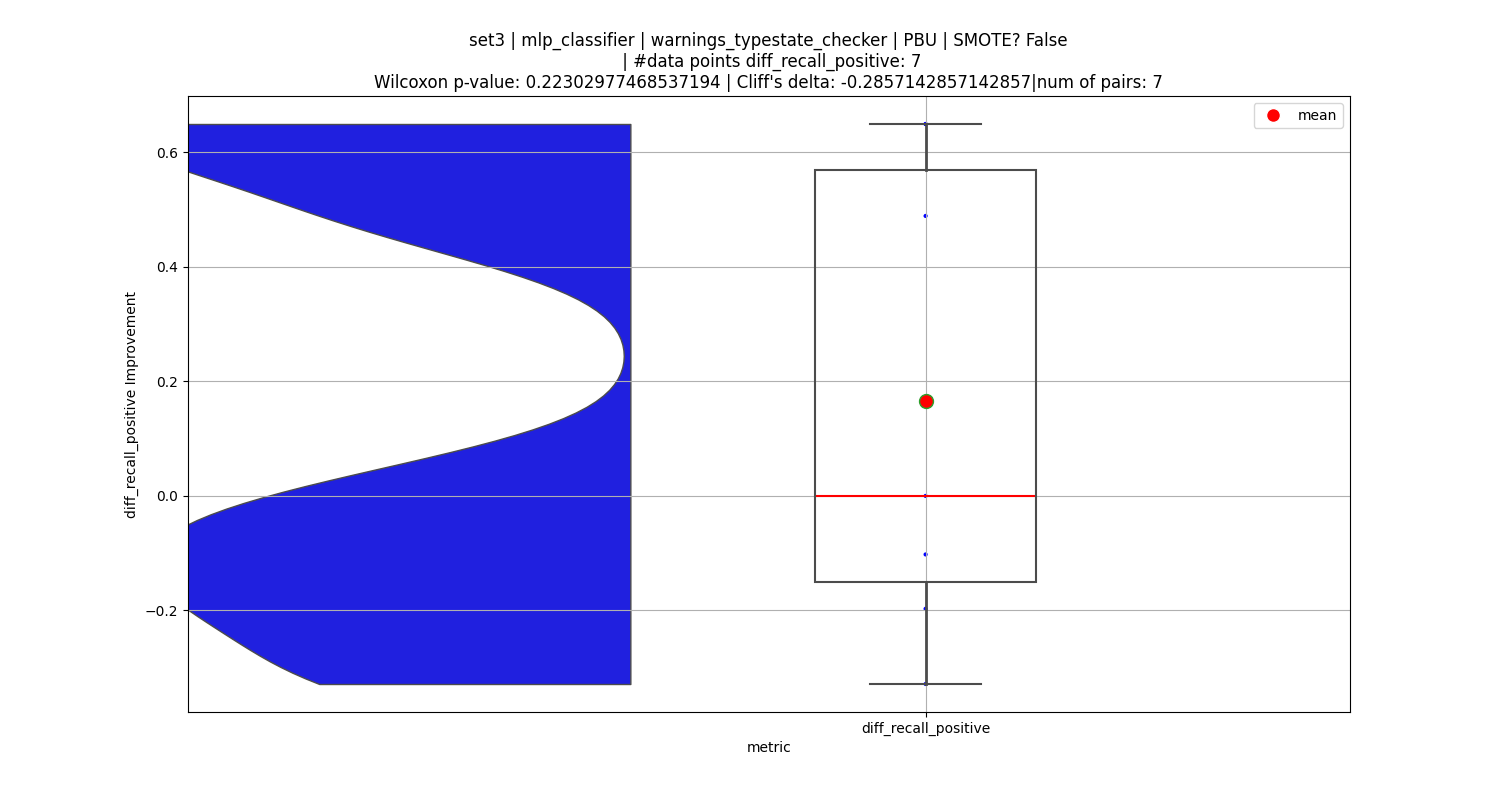 set3 | mlp_classifier | warnings_typestate_checker | PBU | SMOTE? False
| #data points diff_recall_positive: 7
Wilcoxon p-value: 0.22302977468537194 | Cliff's delta: -0.2857142857142857|num of pairs: 7
mean
0.6
0.4
0.2
0.0
−0.2
diff_recall_positive Improvement
diff_recall_positive
metric